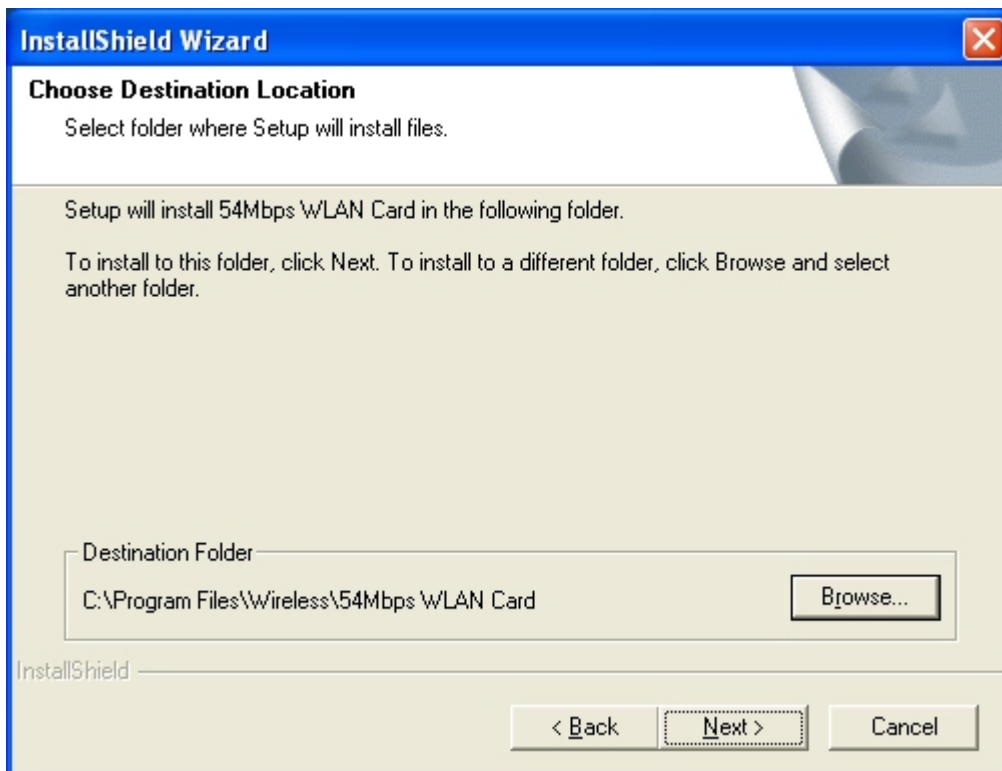 InstallShield Wizard
Choose Destination Location
Select folder where Setup will install files.
Setup will install 54Mbps WLAN Card in the following folder.
To install to this folder, click Next. To install to a different folder, click Browse and select
another folder.
Destination Folder
C:\Program Files\Wireless\54Mbps WLAN Card
Browse...
InstallShield
< Back
Next >
Cancel